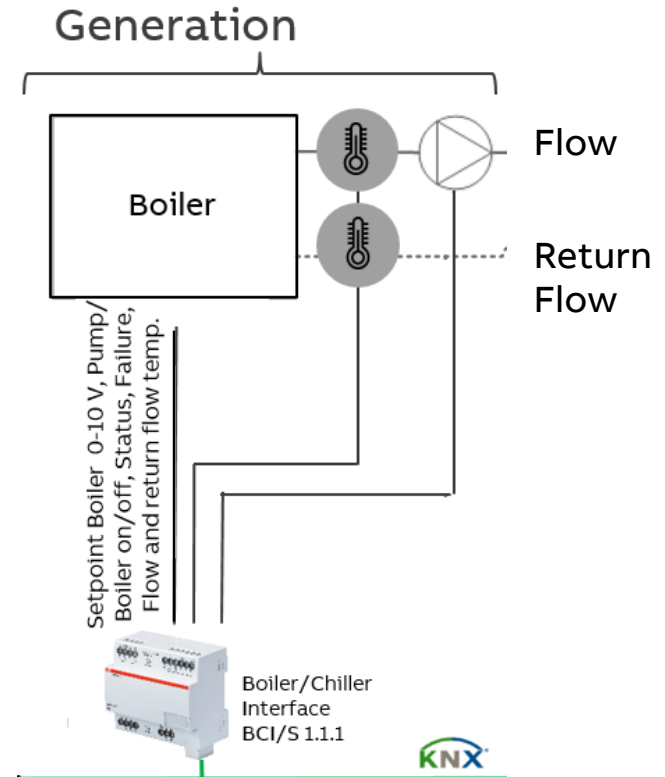 Generation
Boiler
Flow
Return
Flow
Setpoint Boiler 0-10 V, Pump/
Boiler on/off, Status, Failure,
Flow and return flow temp.
Boiler/Chiller
Interface
BCI/S 1.1.1
KNX